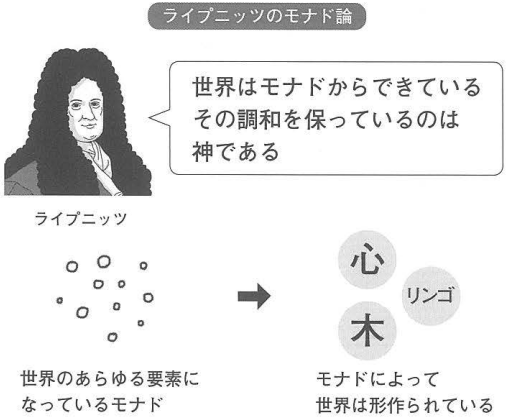 ライプニッツのモナド論
世界はモナドからできている
その調和を保っているのは
神である
ライプニッツ
心
リンゴ
木
世界のあらゆる要素に
なっているモナド
モナドによって
世界は形作られている